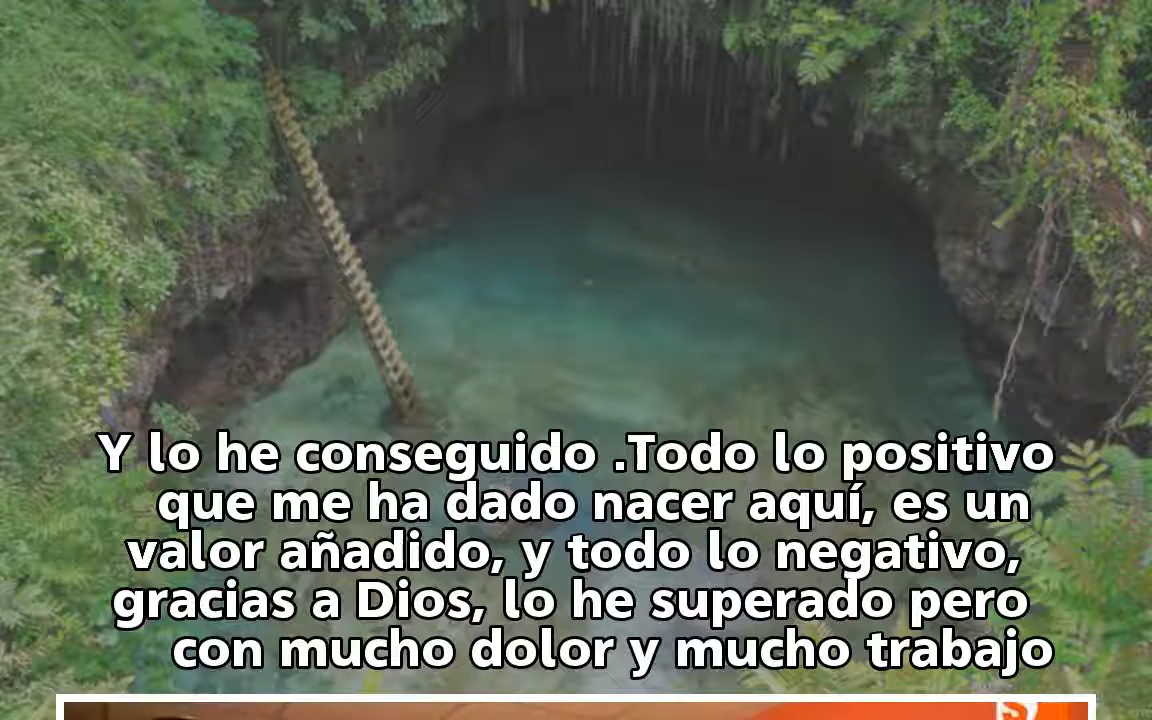 Y lo he conseguido .Todo lo positivo
que me ha dado nacer aquí, es un
valor añadido, y todo lo negativo,
gracias a Dios, lo he superado pero
con mucho dolor y mucho trabajo